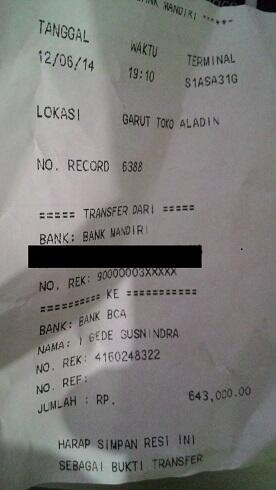 BANK MANDIRI
TANGGAL WAKTU TERMINAL
12/06/14 19:10 S1ASA31G
LOKASI GARUT TOKO ALADIN
NO. RECORD 6388
===== TRANSFER DARI =====
BANK: BANK MANDIRI
NO. REK: 90000003XXXXX
========== KE ============
BANK: BANK BCA
NAMA: I GEDE GUSNINDRA
NO. REK: 4160248322
NO. REF:
JUMLAH : RP. 643,000.00
HARAP SIMPAN RESI INI
SEBAGAI BUKTI TRANSFER